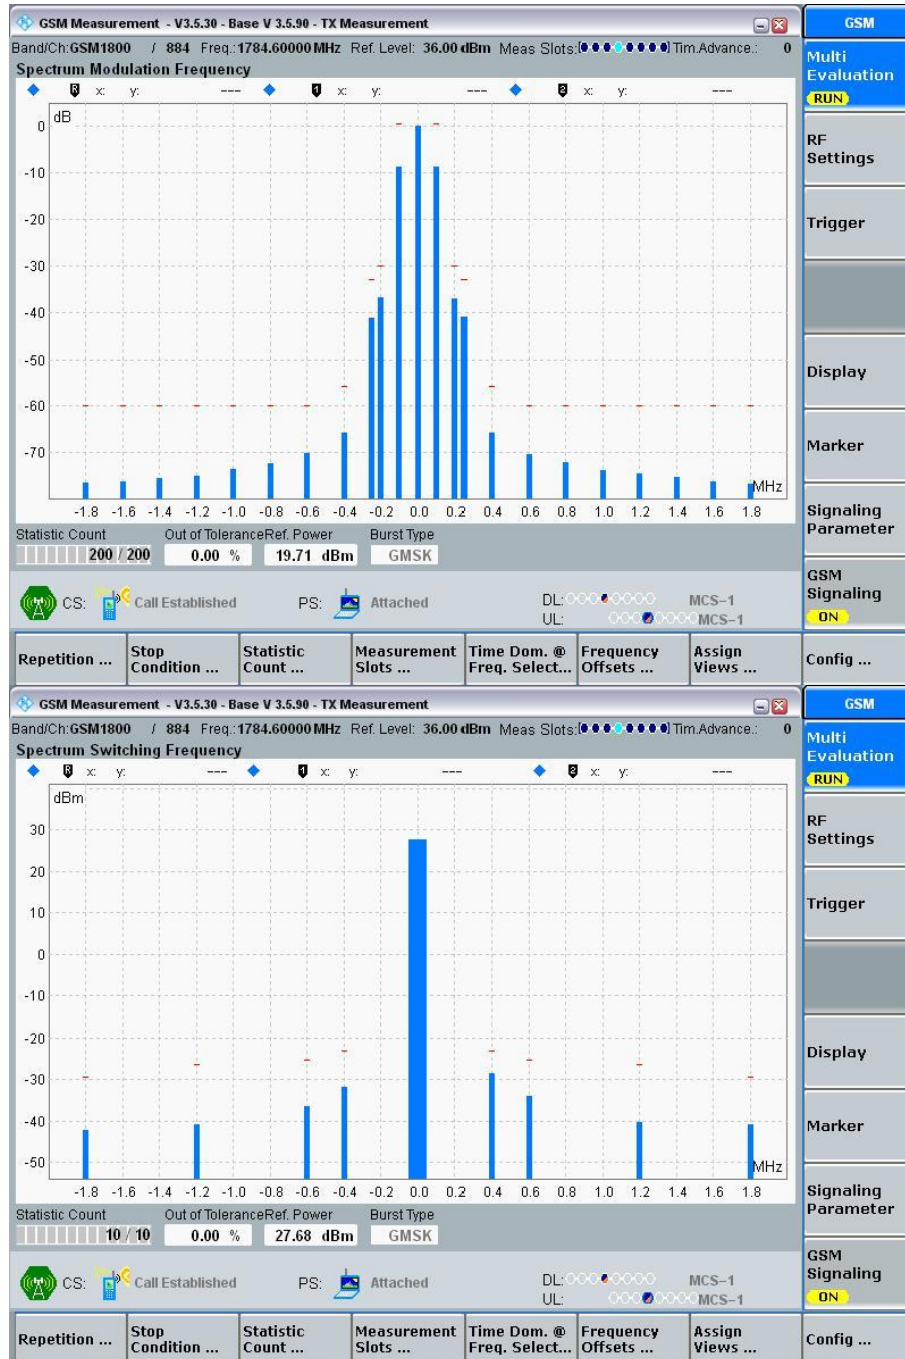 GSM Measurement - V3.5.30 - Base V 3.5.90 - TX Measurement
GSM
Band/Ch:GSM1800 / 884 Freq.:1784.60000 MHz Ref. Level: 36.00 dBm Meas Slots: Tim.Advance.: 0
Multi Evaluation
RUN
Spectrum Modulation Frequency
R x: y: --- 1 x: y: --- 2 x: y: ---
dB
0
-10
-20
-30
-40
-50
-60
-70
MHz
-1.8 -1.6 -1.4 -1.2 -1.0 -0.8 -0.6 -0.4 -0.2 0.0 0.2 0.4 0.6 0.8 1.0 1.2 1.4 1.6 1.8
RF Settings
Trigger
Display
Marker
Signaling Parameter
GSM Signaling
ON
Statistic Count Out of Tolerance Ref. Power Burst Type
200 / 200 0.00 % 19.71 dBm GMSK
CS: Call Established PS: Attached DL: MCS-1
UL: MCS-1
Repetition ... Stop Condition ... Statistic Count ... Measurement Slots ... Time Dom. @ Freq. Select... Frequency Offsets ... Assign Views ... Config ...
GSM Measurement - V3.5.30 - Base V 3.5.90 - TX Measurement
GSM
Band/Ch:GSM1800 / 884 Freq.:1784.60000 MHz Ref. Level: 36.00 dBm Meas Slots: Tim.Advance.: 0
Multi Evaluation
RUN
Spectrum Switching Frequency
R x: y: --- 1 x: y: --- 2 x: y: ---
dBm
30
20
10
0
-10
-20
-30
-40
-50
MHz
-1.8 -1.6 -1.4 -1.2 -1.0 -0.8 -0.6 -0.4 -0.2 0.0 0.2 0.4 0.6 0.8 1.0 1.2 1.4 1.6 1.8
RF Settings
Trigger
Display
Marker
Signaling Parameter
GSM Signaling
ON
Statistic Count Out of Tolerance Ref. Power Burst Type
10 / 10 0.00 % 27.68 dBm GMSK
CS: Call Established PS: Attached DL: MCS-1
UL: MCS-1
Repetition ... Stop Condition ... Statistic Count ... Measurement Slots ... Time Dom. @ Freq. Select... Frequency Offsets ... Assign Views ... Config ...